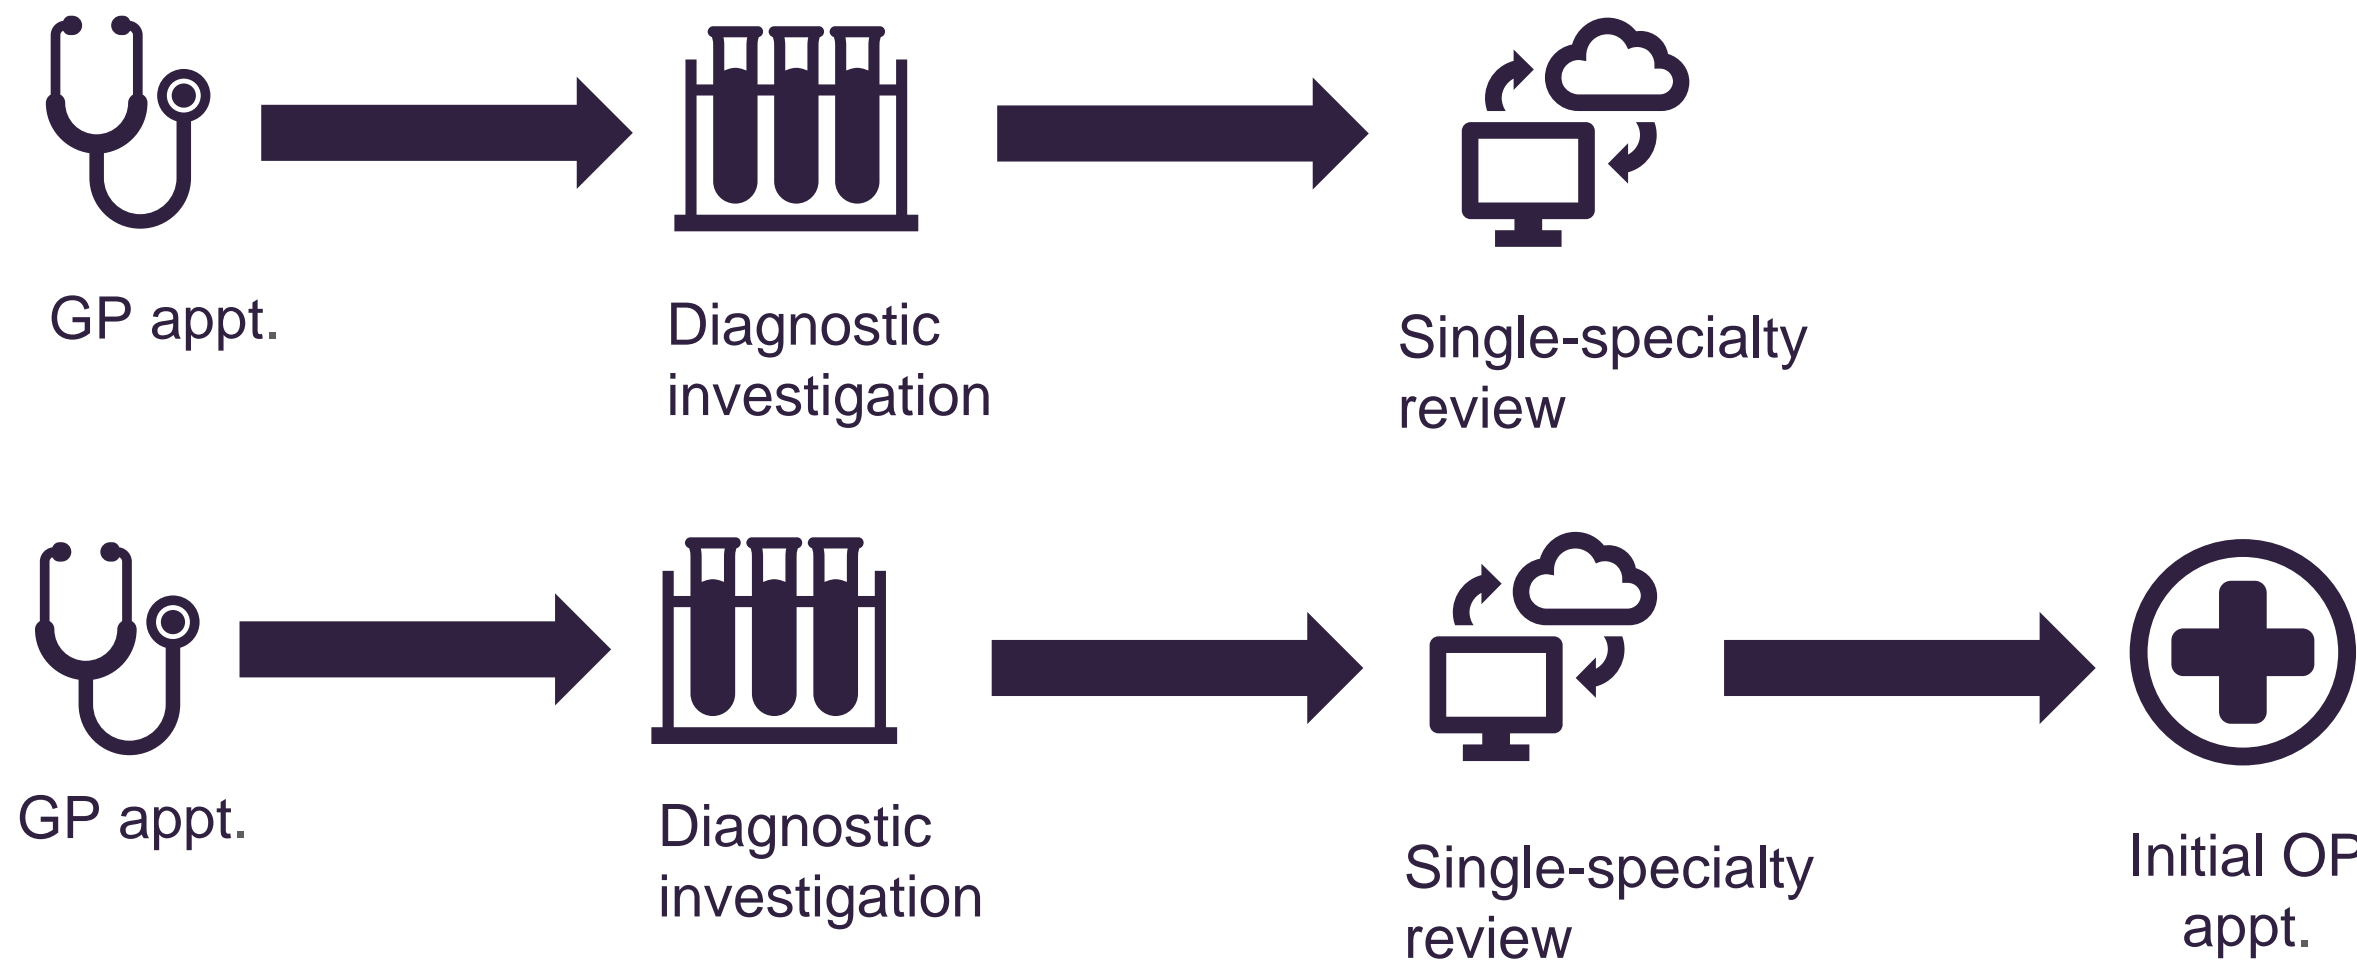 GP appt.
Diagnostic
investigation
Single-specialty
review
GP appt.
Diagnostic
investigation
Single-specialty
review
Initial OP
appt.